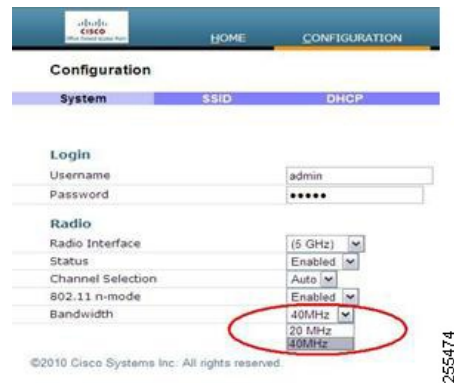 CISCO
HOME CONFIGURATION
Configuration
System SSID DHCP
Login
Username admin
Password •••••
Radio
Radio Interface (5 GHz)
Status Enabled
Channel Selection Auto
802.11 n-mode Enabled
Bandwidth 40MHz
20 MHz
40MHz
©2010 Cisco Systems Inc. All rights reserved.
255474